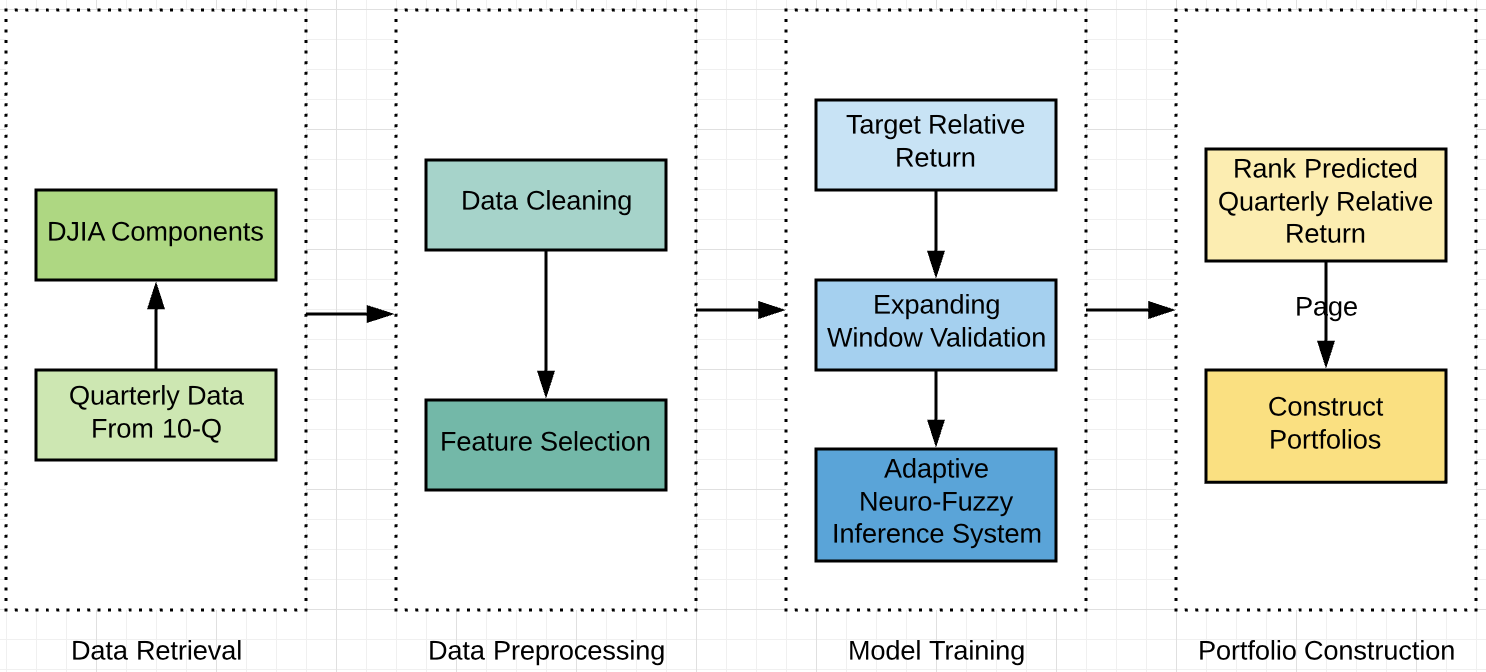 DJIA Components
Quarterly Data
From 10-Q
Data Retrieval
Data Cleaning
Feature Selection
Data Preprocessing
Target Relative
Return
Expanding
Window Validation
Adaptive
Neuro-Fuzzy
Inference System
Model Training
Rank Predicted
Quarterly Relative
Return
Page
Construct
Portfolios
Portfolio Construction